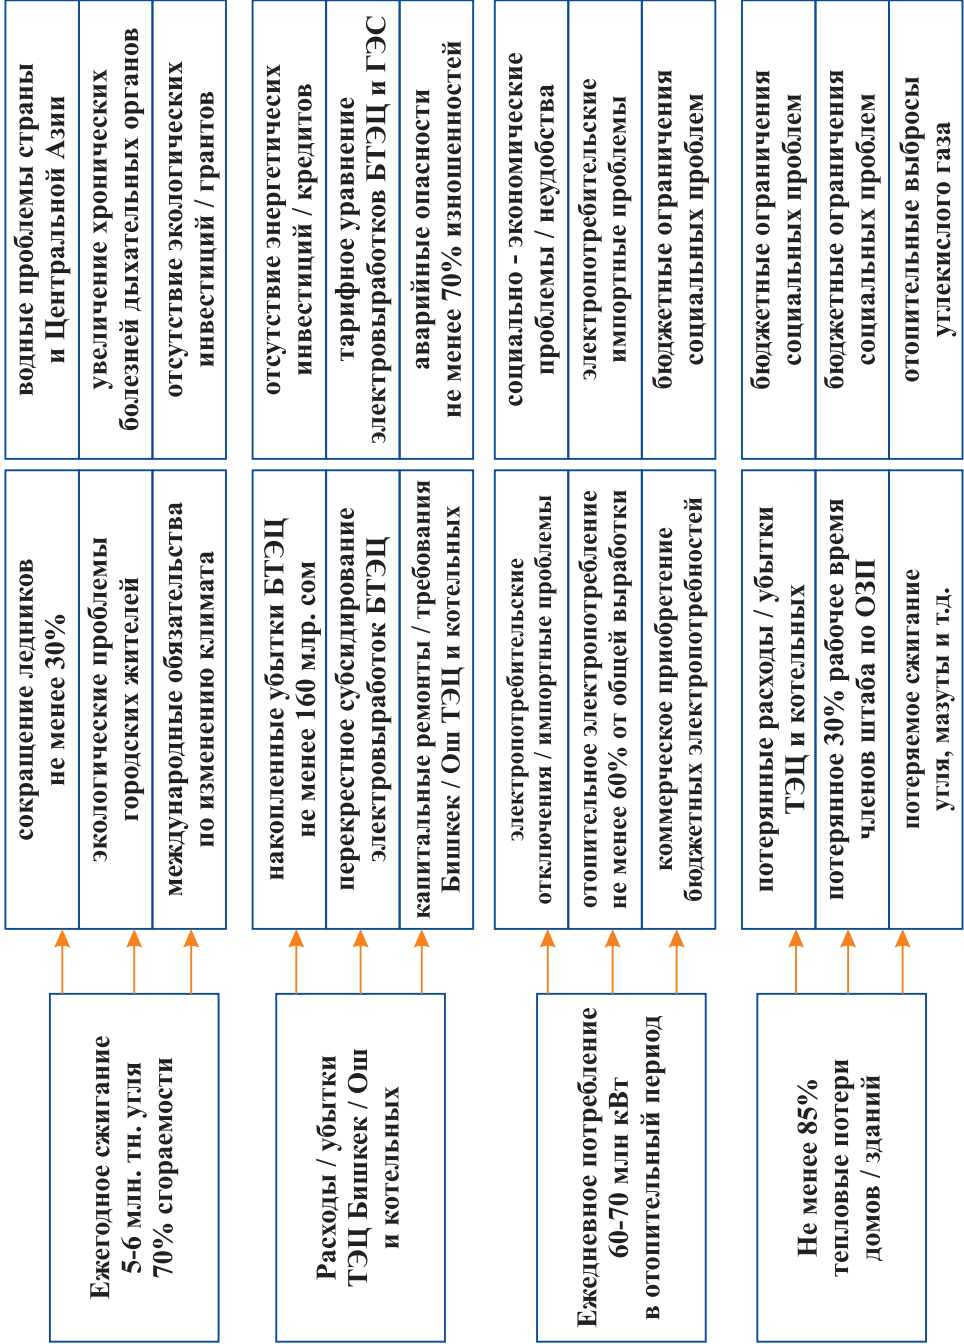 Ежегодное сжигание
5-6 млн. тн. угля
70% сгораемости
сокращение ледников
не менее 30%
водные проблемы страны
и Центральной Азии
экологические проблемы
городских жителей
увеличение хронических
болезней дыхательных органов
международные обязательства
по изменению климата
отсутствие экологических
инвестиций / грантов
Расходы / убытки
ТЭЦ Бишкек / Ош
и котельных
накопленные убытки БТЭЦ
не менее 160 млр. сом
отсутствие энергетических
инвестиций / кредитов
перекрестное субсидирование
электровыработок БТЭЦ
тарифное уравнение
электровыработков БТЭЦ и ГЭС
капитальные ремонты / требования
Бишкек / Ош ТЭЦ и котельных
аварийные опасности
не менее 70% изношенностей
Ежедневное потребление
60-70 млн кВт
в отопительный период
электропотребительские
отключения / импортные проблемы
социально - экономические
проблемы / неудобства
отопительное электропотребление
не менее 60% от общей выработки
электропотребительские
импортные проблемы
коммерческое приобретение
бюджетных электропотребностей
бюджетные ограничения
социальных проблем
Не менее 85%
тепловые потери
домов / зданий
потерянные расходы / убытки
ТЭЦ и котельных
бюджетные ограничения
социальных проблем
потерянное 30% рабочее время
членов штаба по ОЗП
бюджетные ограничения
социальных проблем
потеряемое сжигание
угля, мазуты и т.д.
отопительные выбросы
углекислого газа